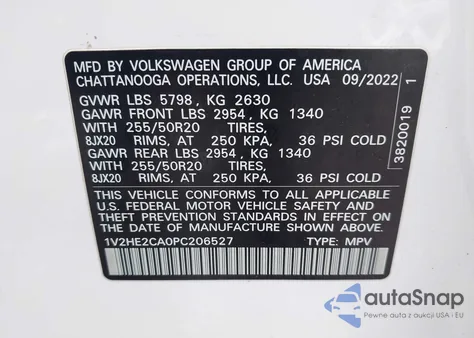 MFD BY VOLKSWAGEN GROUP OF AMERICA
CHATTANOOGA OPERATIONS, LLC. USA 09/2022
GVWR LBS 5798, KG 2630
GAWR FRONT LBS 2954, KG 1340
WITH 255/50R20 TIRES,
8JX20 RIMS, AT 250 KPA, 36 PSI COLD
GAWR REAR LBS 2954, KG 1340
WITH 255/50R20 TIRES,
8JX20 RIMS, AT 250 KPA, 36 PSI COLD
THIS VEHICLE CONFORMS TO ALL APPLICABLE
U.S. FEDERAL MOTOR VEHICLE SAFETY AND
THEFT PREVENTION STANDARDS IN EFFECT ON
THE DATE OF MANUFACTURE SHOWN ABOVE.
1V2HE2CA0PC206527 TYPE: MPV
3820019 1
autoSnap
Pewne auta z aukcji USA i EU